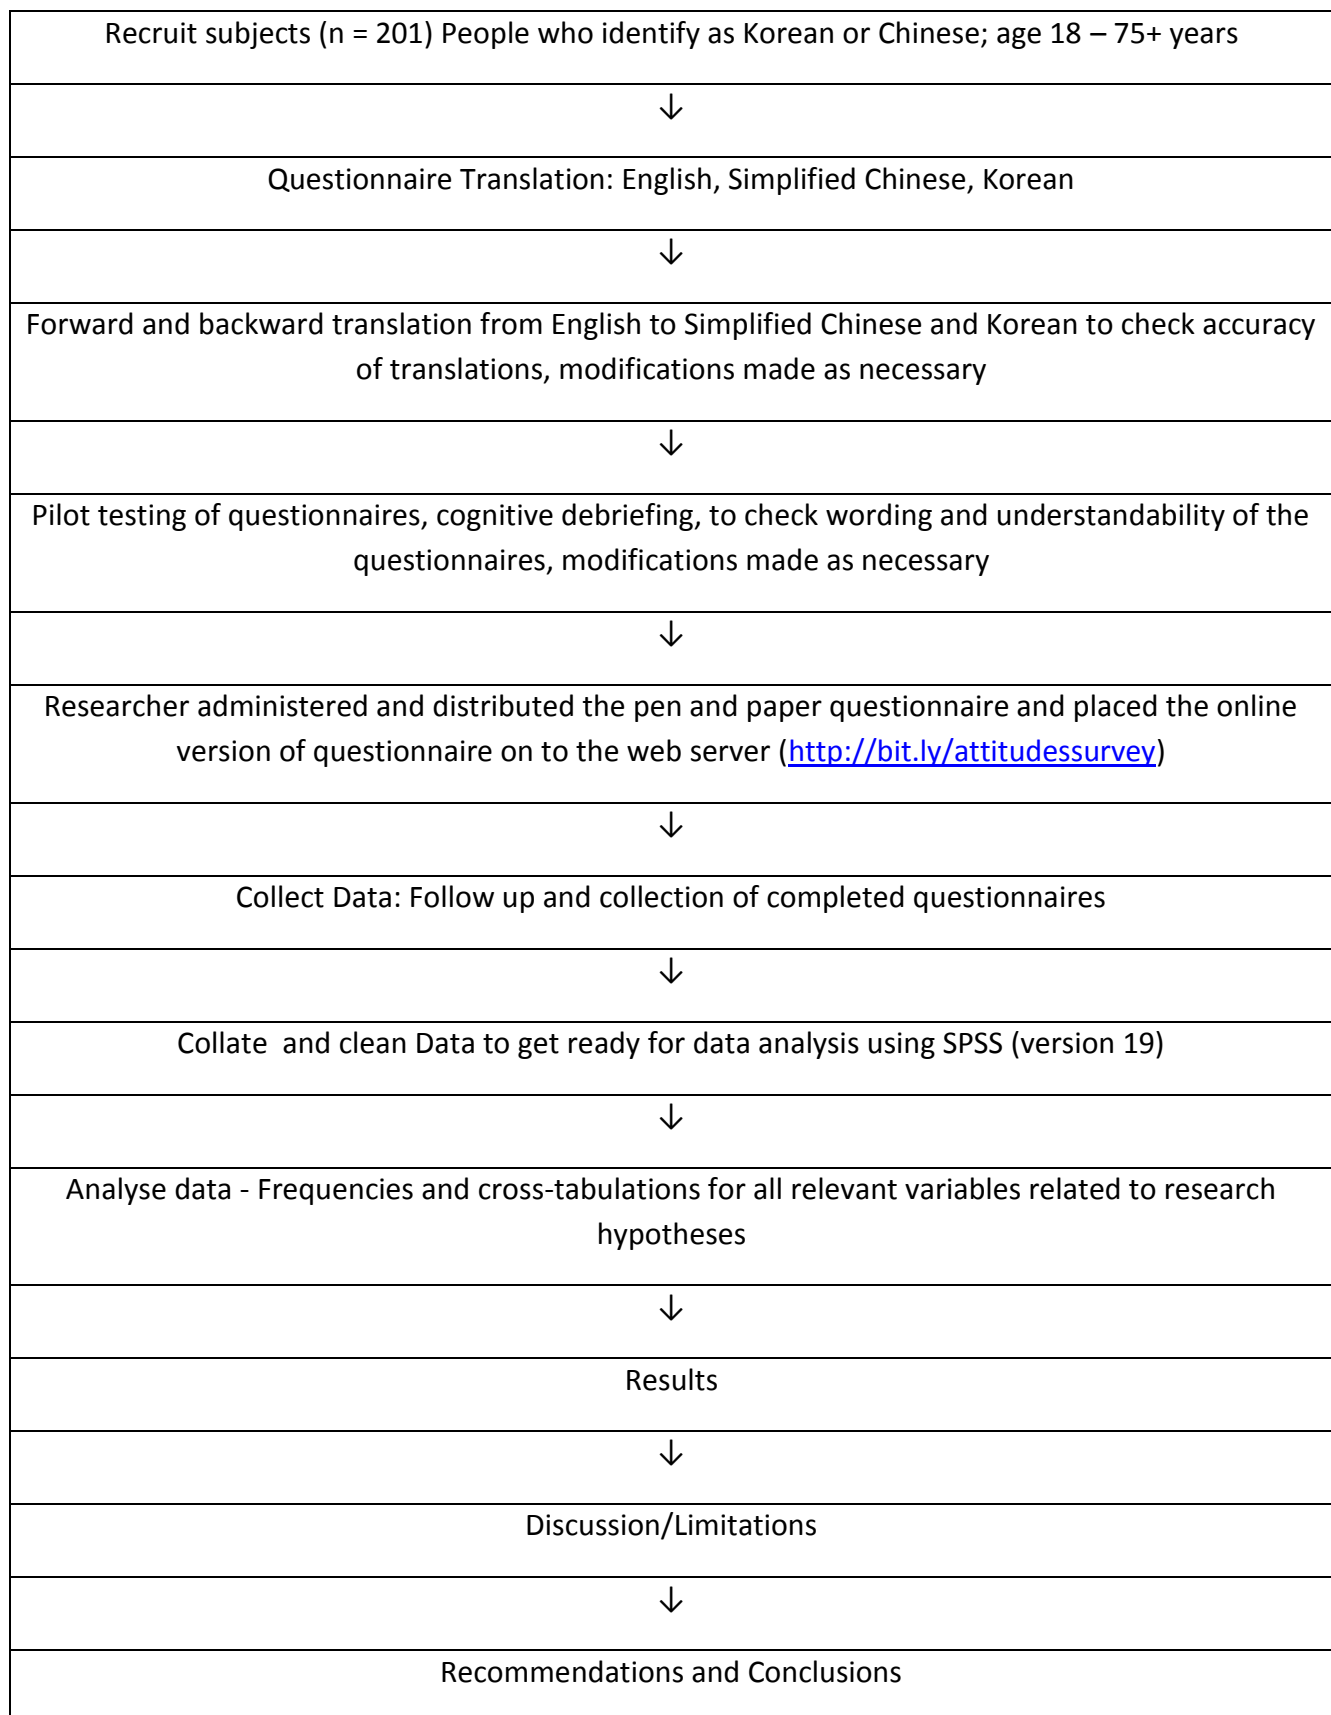 Recruit subjects (n = 201) People who identify as Korean or Chinese; age 18 – 75+ years
↓
Questionnaire Translation: English, Simplified Chinese, Korean
↓
Forward and backward translation from English to Simplified Chinese and Korean to check accuracy
of translations, modifications made as necessary
↓
Pilot testing of questionnaires, cognitive debriefing, to check wording and understandability of the
questionnaires, modifications made as necessary
↓
Researcher administered and distributed the pen and paper questionnaire and placed the online
version of questionnaire on to the web server (http://bit.ly/attitudessurvey)
↓
Collect Data: Follow up and collection of completed questionnaires
↓
Collate  and clean Data to get ready for data analysis using SPSS (version 19)
↓
Analyse data - Frequencies and cross-tabulations for all relevant variables related to research
hypotheses
↓
Results
↓
Discussion/Limitations
↓
Recommendations and Conclusions